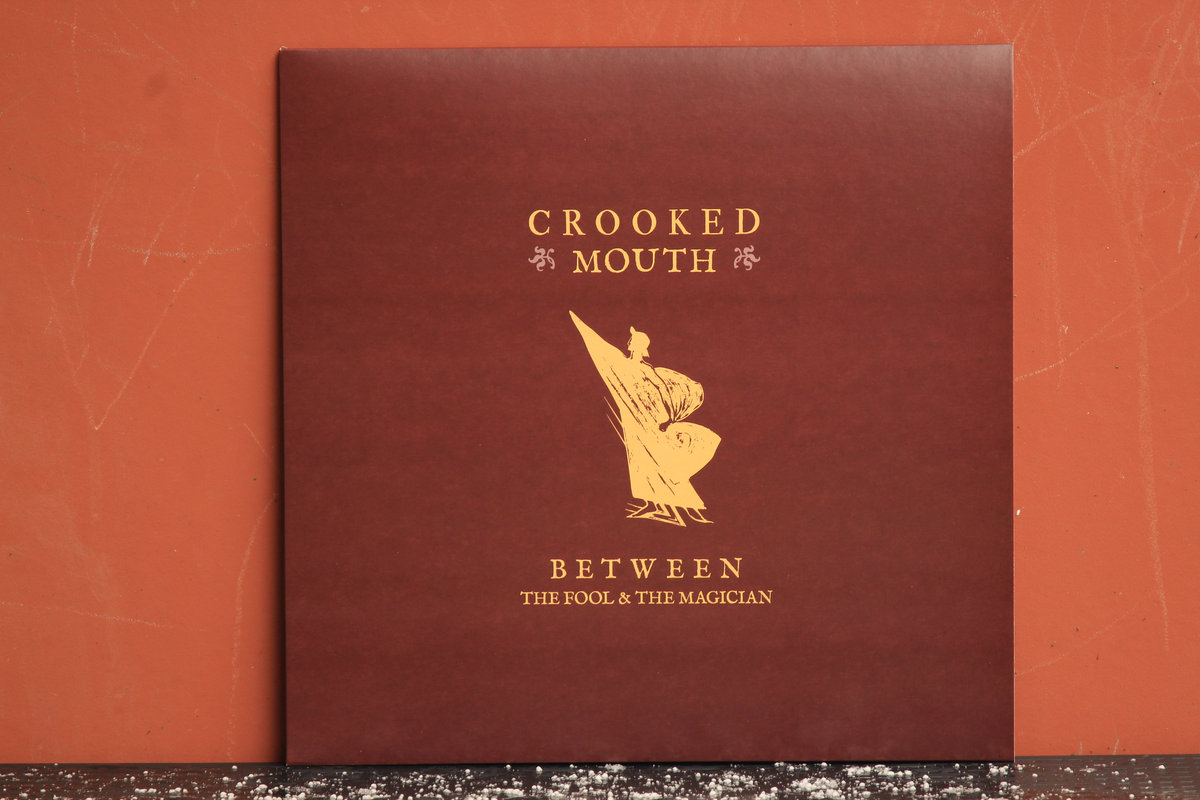 CROOKED
MOUTH
BETWEEN
THE FOOL & THE MAGICIAN